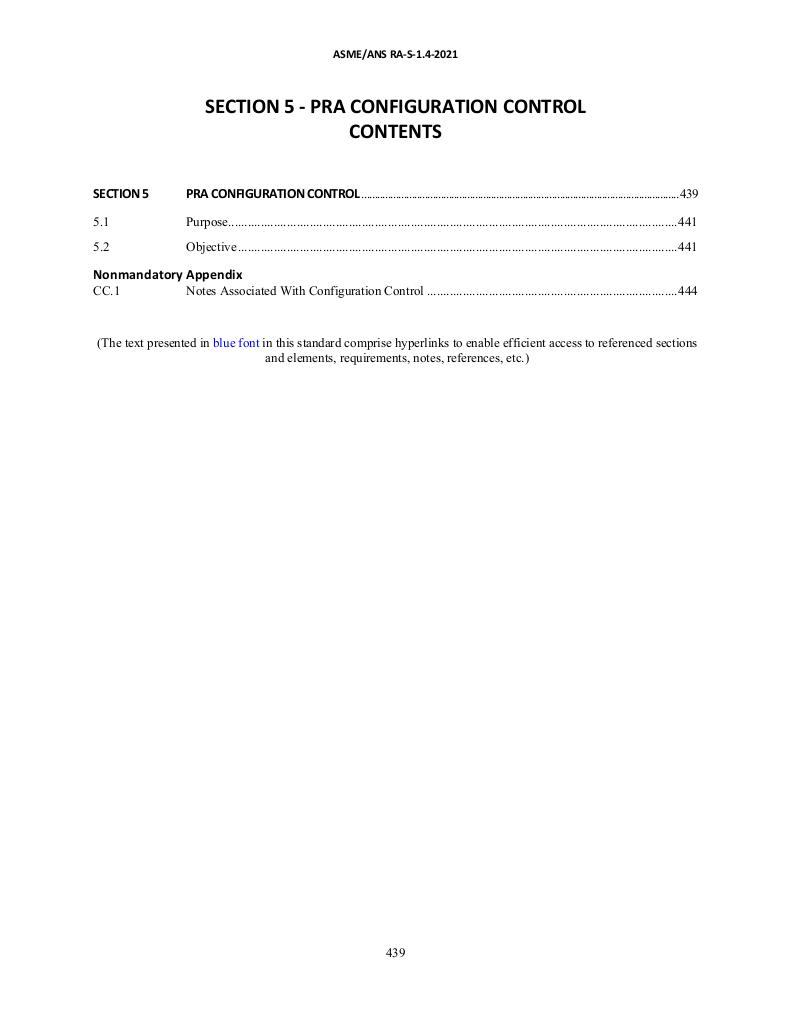 ASME/ANS RA-S-1.4-2021
SECTION 5 - PRA CONFIGURATION CONTROL
CONTENTS
SECTION 5 PRA CONFIGURATION CONTROL........................................................................................................439
5.1 Purpose.........................................................................................................................................441
5.2 Objective......................................................................................................................................441
Nonmandatory Appendix
CC.1 Notes Associated With Configuration Control .............................................................................444
(The text presented in blue font in this standard comprise hyperlinks to enable efficient access to referenced sections
and elements, requirements, notes, references, etc.)
439